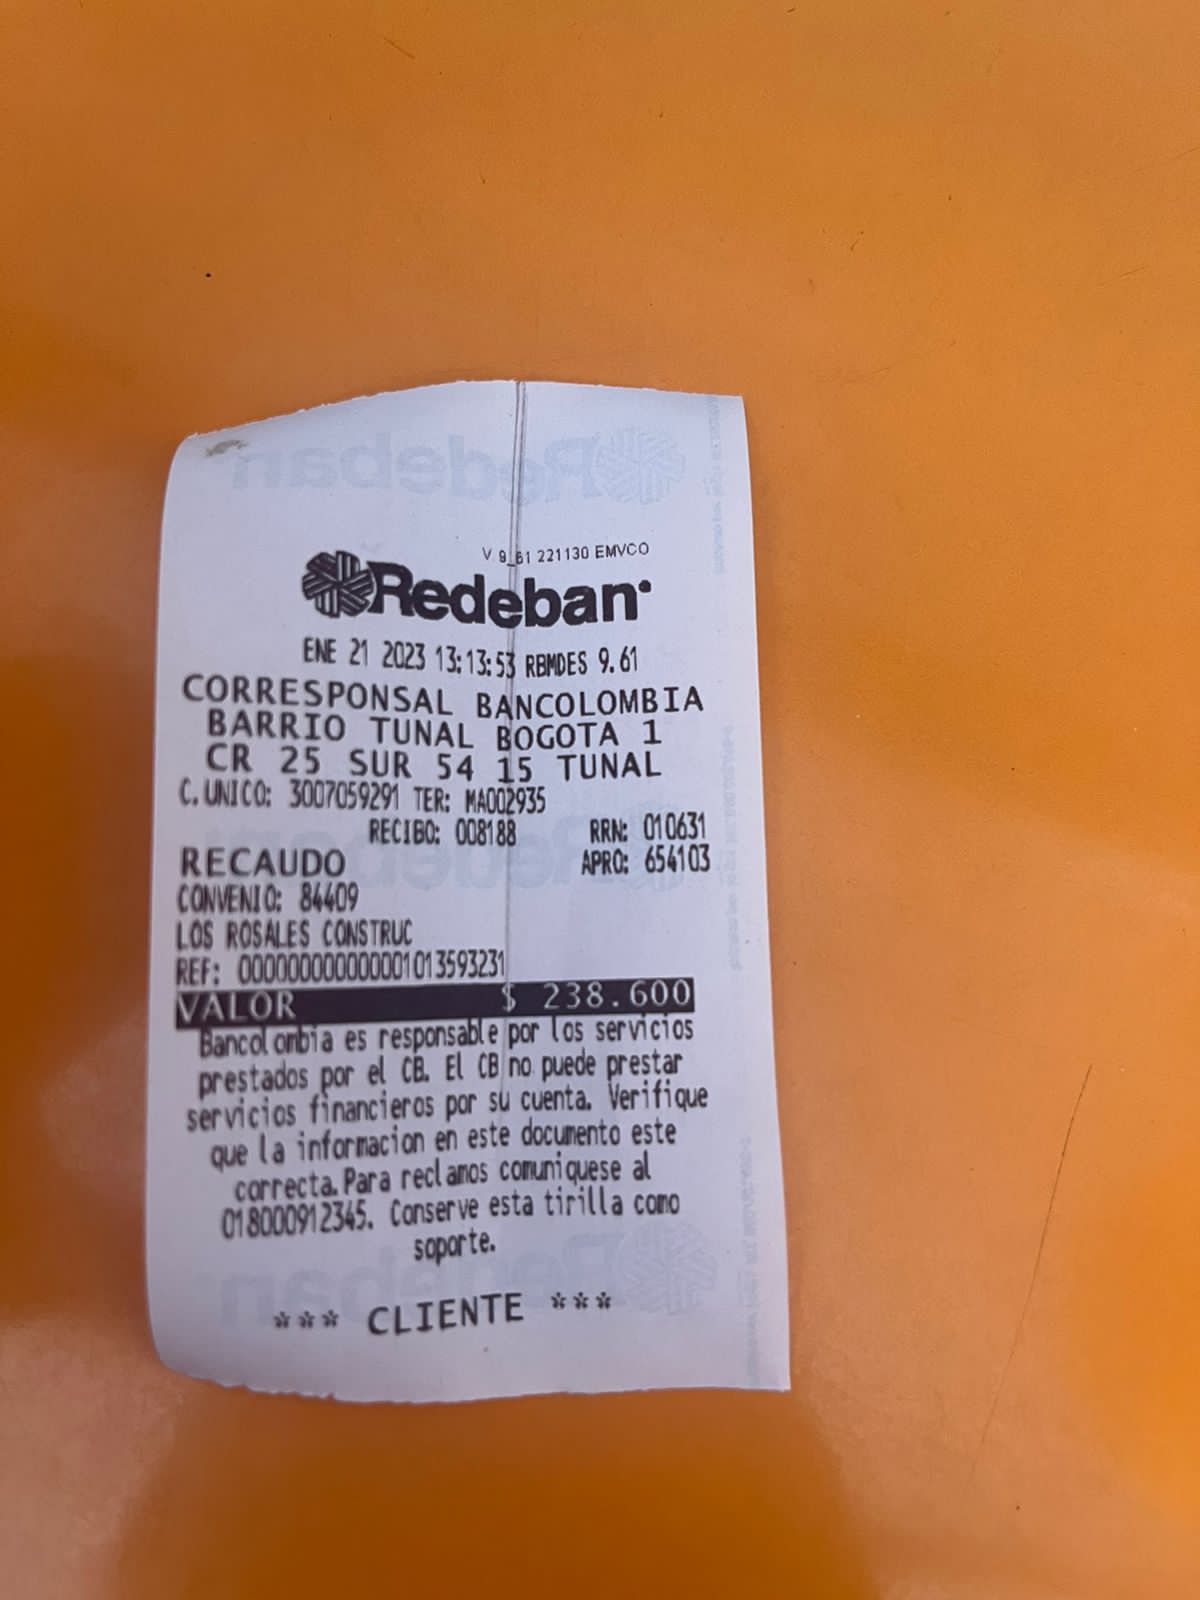 V 9_61 221130 EMVCO
Redeban
ENE 21 2023 13:13:53 RBMDES 9.61
CORRESPONSAL BANCOLOMBIA
BARRIO TUNAL BOGOTA 1
CR 25 SUR 54 15 TUNAL
C.UNICO: 3007059291 TER: MA002935
RECIBO: 008188 RRN: 010631
RECAUDO APRO: 654103
CONVENIO: 84409
LOS ROSALES CONSTRUC
REF: 00000000000001013593231
VALOR $ 238.600
Bancolombia es responsable por los servicios
prestados por el CB. El CB no puede prestar
servicios financieros por su cuenta. Verifique
que la informacion en este documento este
correcta. Para reclamos comuniquese al
018000912345. Conserve esta tirilla como
soporte.
*** CLIENTE ***